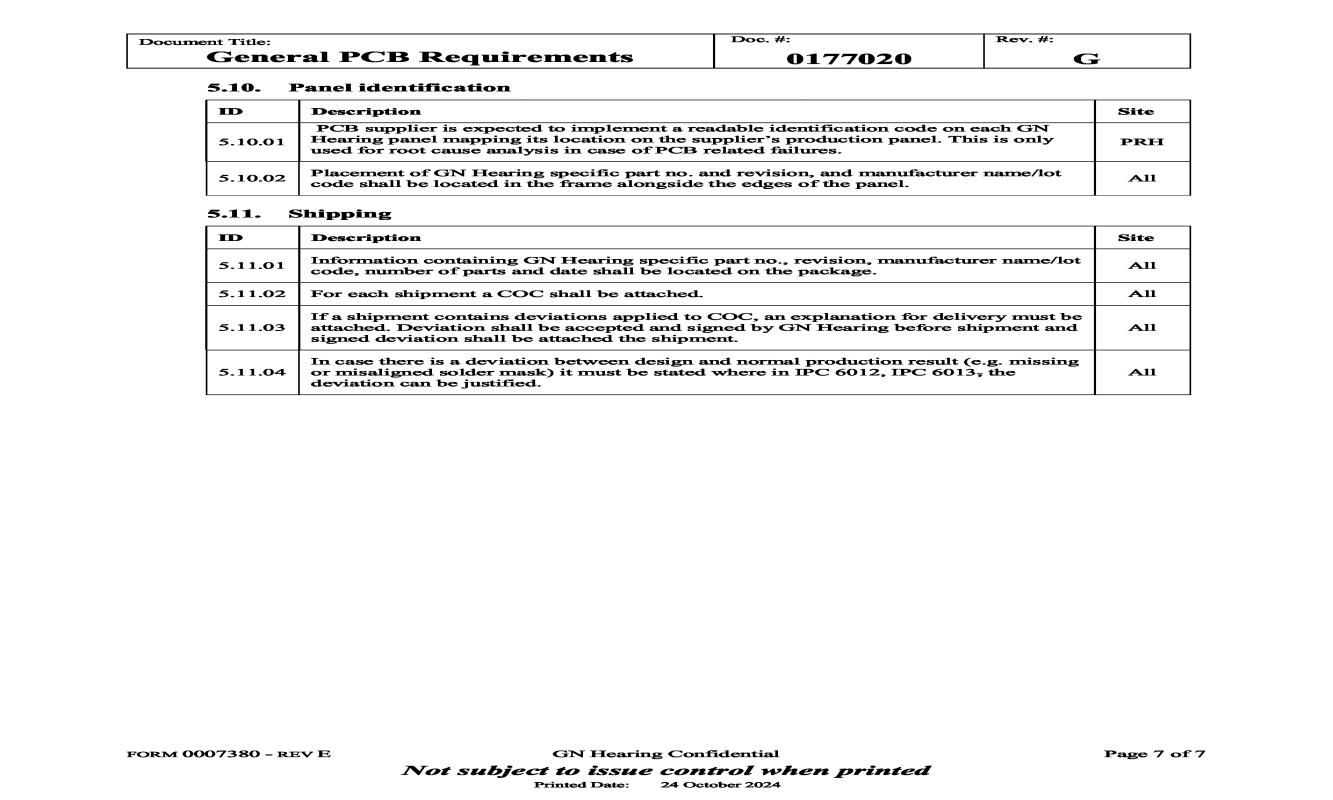 Document Title: Doc. #: Rev. #:
General PCB Requirements 0177020 G
5.10. Panel identification
ID Description Site
5.10.01 PCB supplier is expected to implement a readable identification code on each GN
Hearing panel mapping its location on the supplier's production panel. This is only
used for root cause analysis in case of PCB related failures. PRH
5.10.02 Placement of GN Hearing specific part no. and revision, and manufacturer name/lot
code shall be located in the frame alongside the edges of the panel. All
5.11. Shipping
ID Description Site
5.11.01 Information containing GN Hearing specific part no., revision, manufacturer name/lot
code, number of parts and date shall be located on the package. All
5.11.02 For each shipment a COC shall be attached. All
5.11.03 If a shipment contains deviations applied to COC, an explanation for delivery must be
attached. Deviation shall be accepted and signed by GN Hearing before shipment and
signed deviation shall be attached the shipment. All
5.11.04 In case there is a deviation between design and normal production result (e.g. missing
or misaligned solder mask) it must be stated where in IPC 6012, IPC 6013, the
deviation can be justified. All
FORM 0007380 - REV E GN Hearing Confidential Page 7 of 7
Not subject to issue control when printed
Printed Date: 24 October 2024